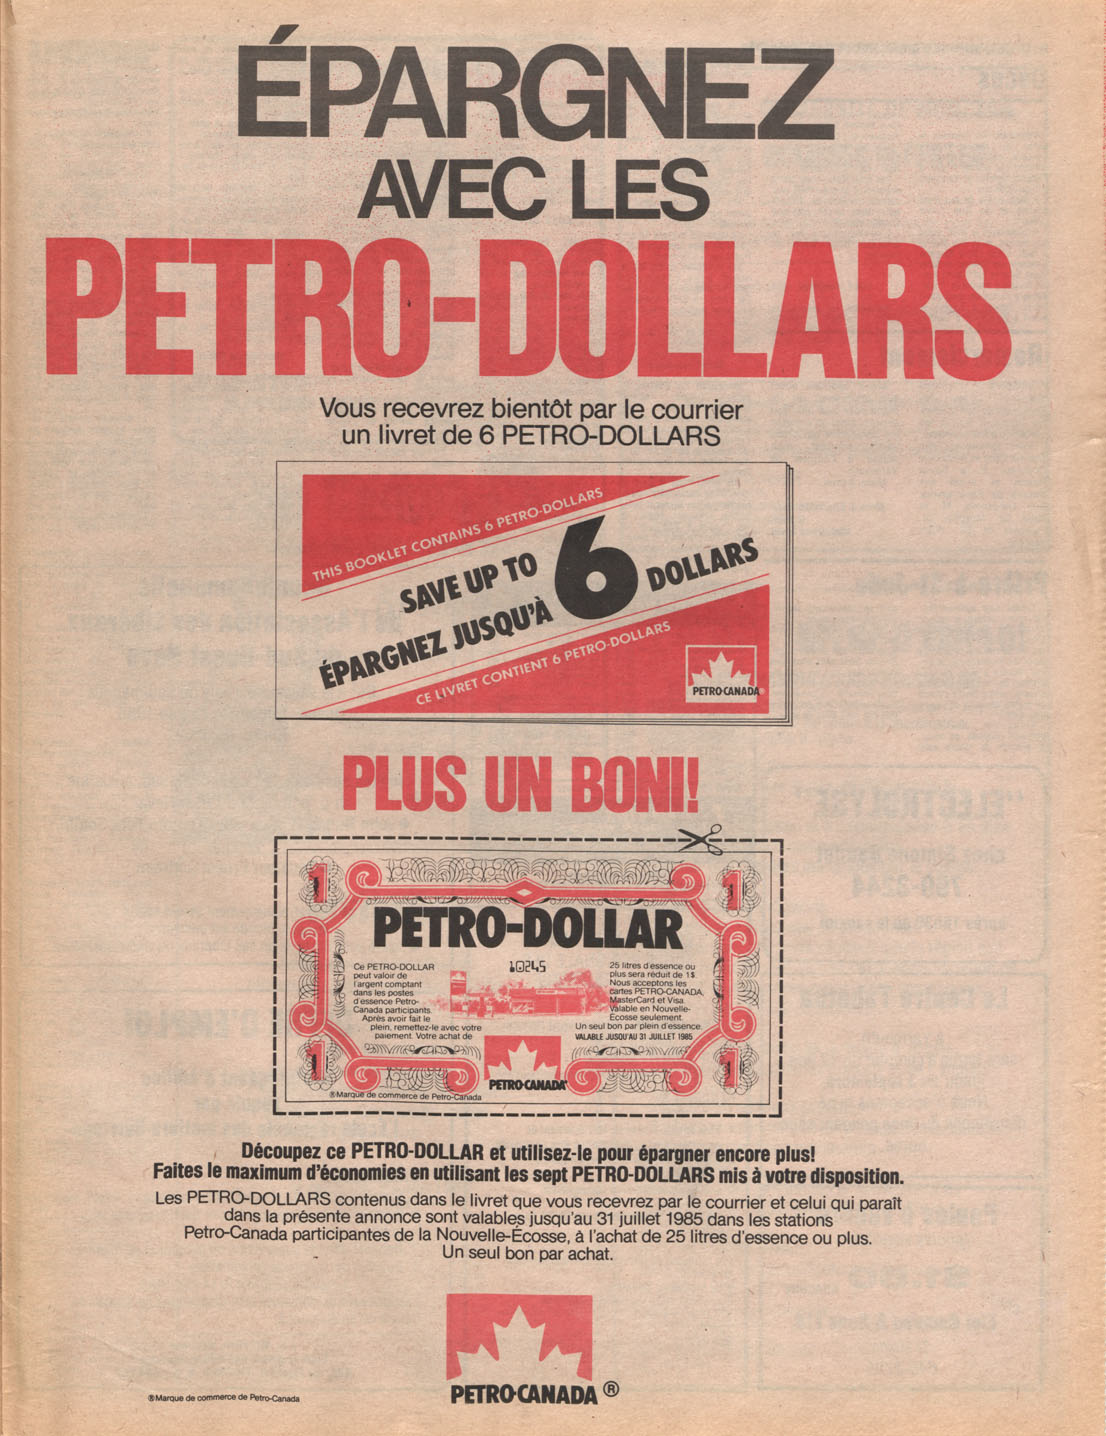 ÉPARGNEZ
AVEC LES
PETRO-DOLLARS
Vous recevrez bientôt par le courrier
un livret de 6 PETRO-DOLLARS
THIS BOOKLET CONTAINS 6 PETRO-DOLLARS
SAVE UP TO
6
DOLLARS
ÉPARGNEZ JUSQU'À
CE LIVRET CONTIENT 6 PETRO-DOLLARS
PETRO-CANADA®
PLUS UN BONI!
1
1
PETRO-DOLLAR
10245
Ce PETRO-DOLLAR
peut valoir de
l'argent comptant
dans les postes
d'essence Petro-
Canada participants.
Après avoir fait le
plein, remettez-le avec votre
paiement. Votre achat de
25 litres d'essence ou
plus sera réduit de 1$.
Nous acceptons les
cartes PETRO-CANADA,
MasterCard et Visa.
Valable en Nouvelle-
Écosse seulement.
Un seul bon par plein d'essence.
VALABLE JUSQU'AU 31 JUILLET 1985
1
1
PETRO-CANADA®
®Marque de commerce de Petro-Canada
Découpez ce PETRO-DOLLAR et utilisez-le pour épargner encore plus!
Faites le maximum d'économies en utilisant les sept PETRO-DOLLARS mis à votre disposition.
Les PETRO-DOLLARS contenus dans le livret que vous recevrez par le courrier et celui qui paraît
dans la présente annonce sont valables jusqu'au 31 juillet 1985 dans les stations
Petro-Canada participantes de la Nouvelle-Écosse, à l'achat de 25 litres d'essence ou plus.
Un seul bon par achat.
PETRO-CANADA®
®Marque de commerce de Petro-Canada